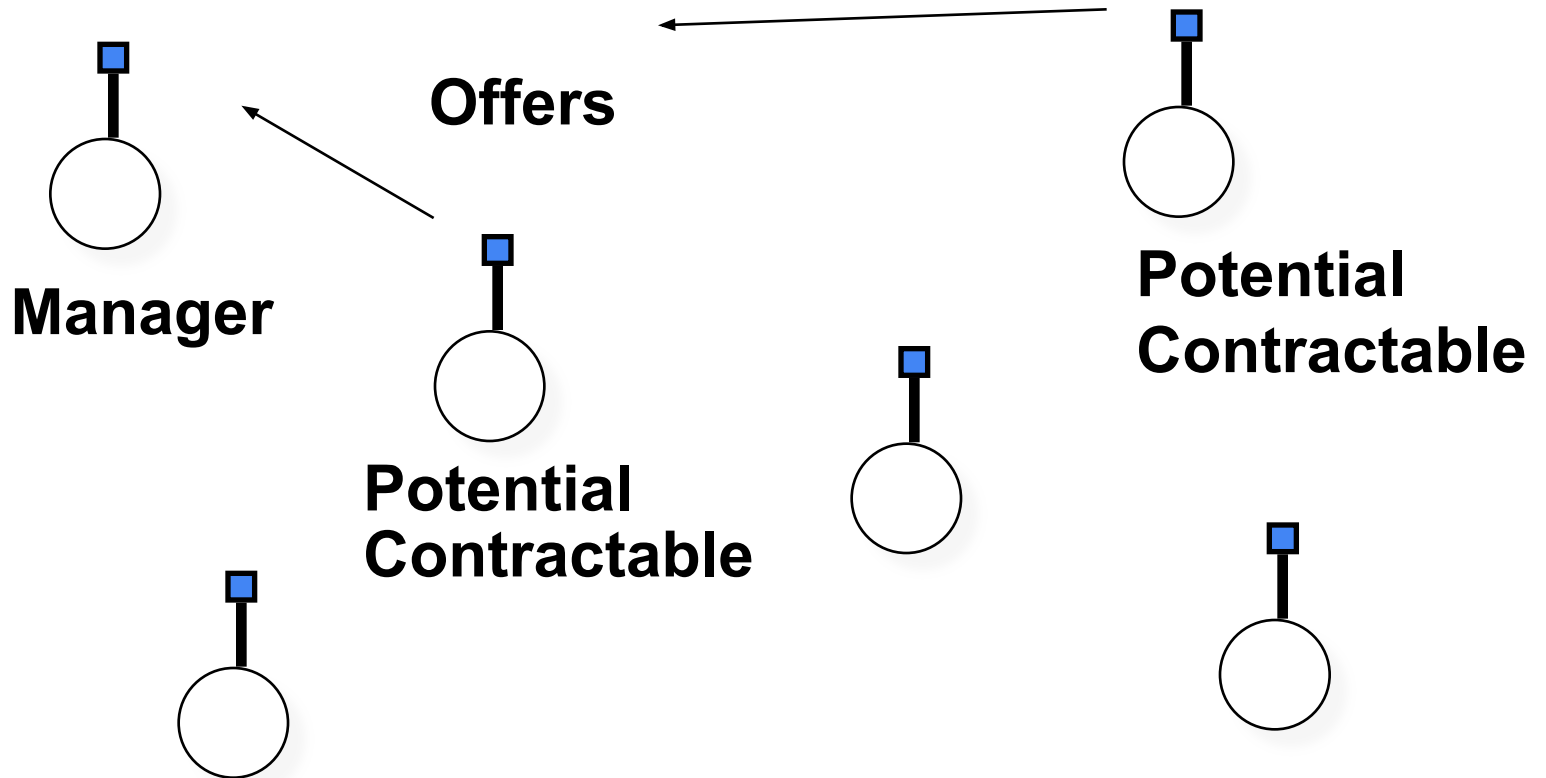 Offers
Manager
Potential
Contractable
Potential
Contractable